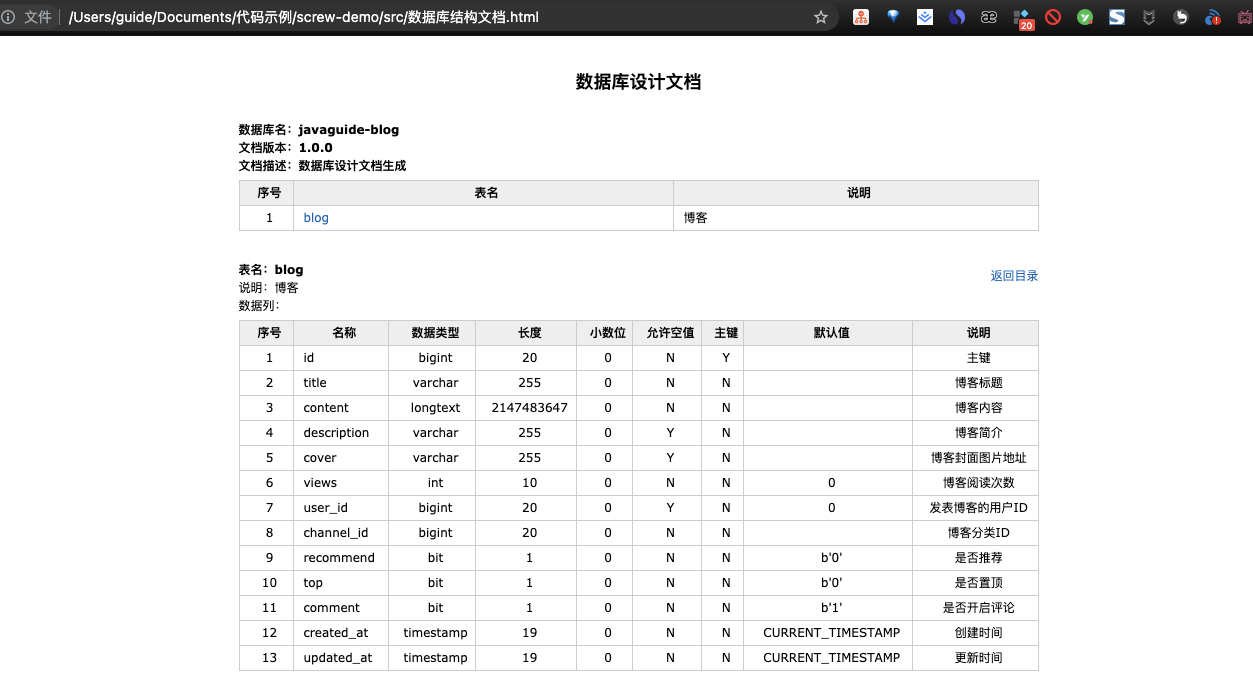 文件 /Users/guide/Documents/代码示例/screw-demo/src/数据库结构文档.html
20
数据库设计文档
数据库名：javaguide-blog
文档版本：1.0.0
文档描述：数据库设计文档生成
序号 表名 说明
1 blog 博客
表名：blog
返回目录
说明：博客
数据列：
序号 名称 数据类型 长度 小数位 允许空值 主键 默认值 说明
1 id bigint 20 0 N Y 主键
2 title varchar 255 0 N N 博客标题
3 content longtext 2147483647 0 N N 博客内容
4 description varchar 255 0 Y N 博客简介
5 cover varchar 255 0 Y N 博客封面图片地址
6 views int 10 0 N N 0 博客阅读次数
7 user_id bigint 20 0 Y N 0 发表博客的用户ID
8 channel_id bigint 20 0 N N 博客分类ID
9 recommend bit 1 0 N N b'0' 是否推荐
10 top bit 1 0 N N b'0' 是否置顶
11 comment bit 1 0 N N b'1' 是否开启评论
12 created_at timestamp 19 0 N N CURRENT_TIMESTAMP 创建时间
13 updated_at timestamp 19 0 N N CURRENT_TIMESTAMP 更新时间